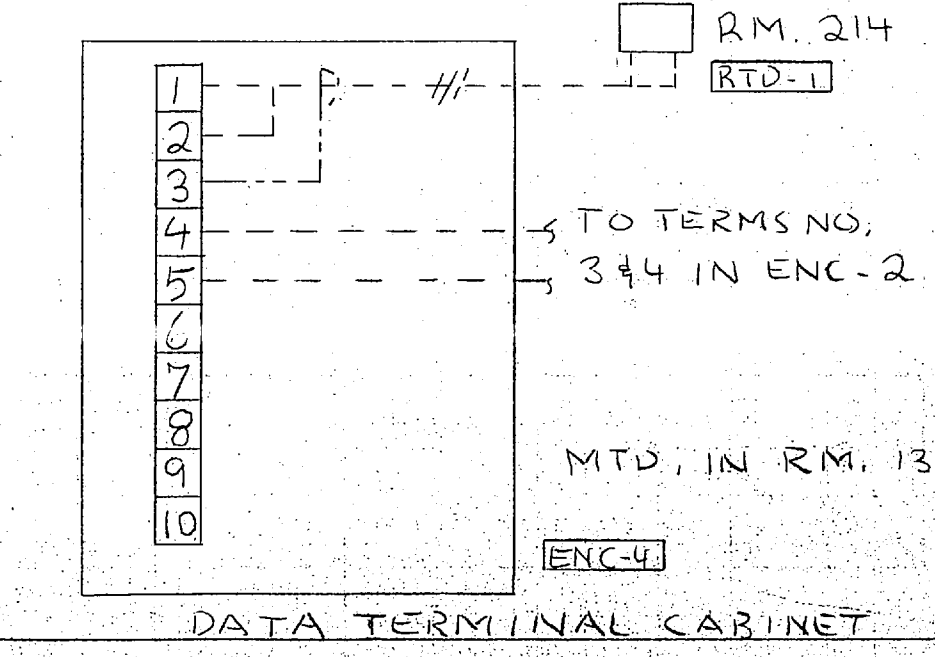 RM. 214
RTD-1
1
2
3
4
5
6
7
8
9
10
TO TERMS NO.
3 & 4 IN ENC-2
MTD. IN RM. 13
ENC-4
DATA TERMINAL CABINET